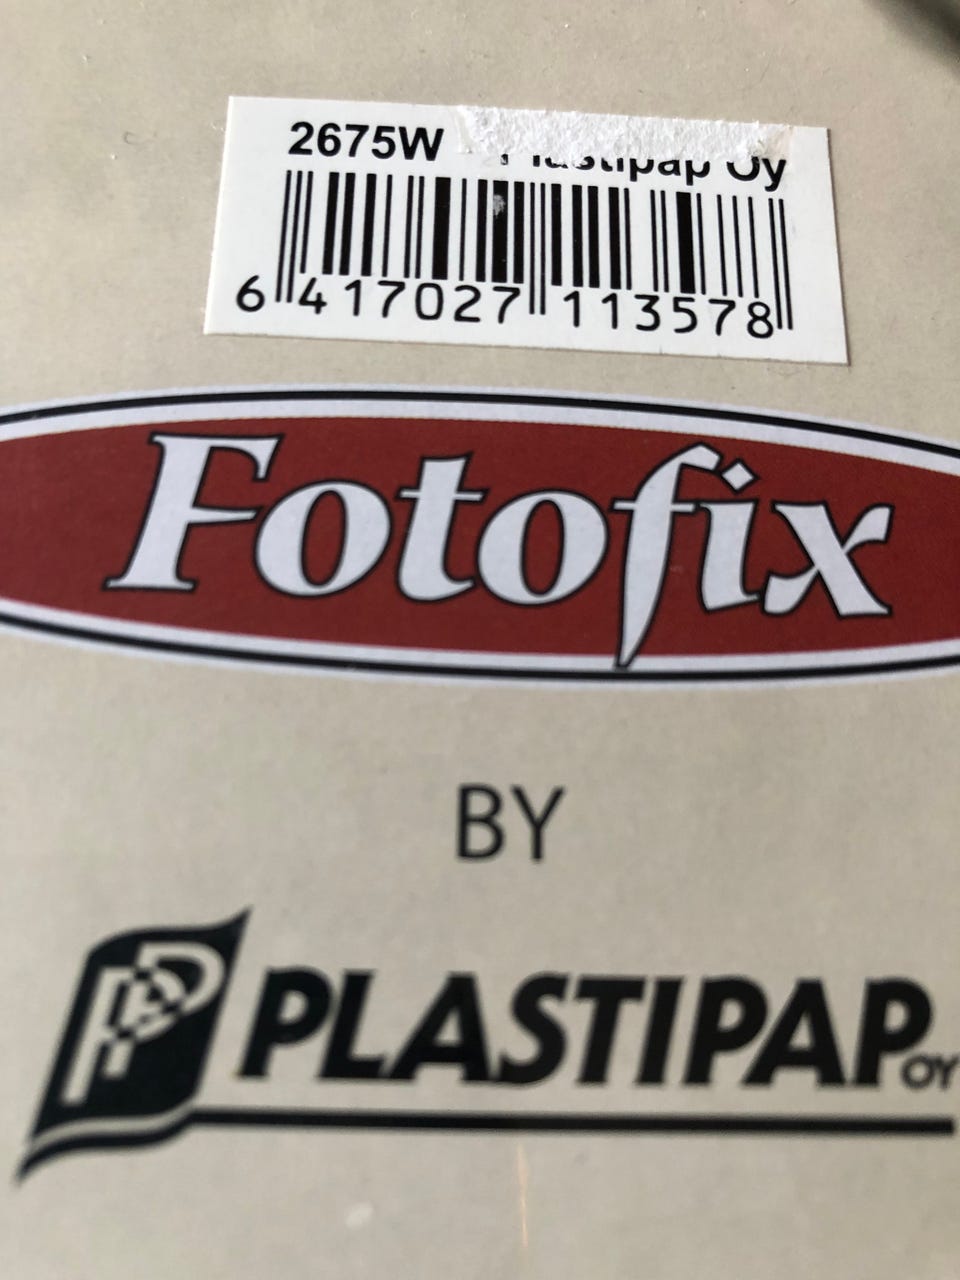 2675W Plastipap Oy
6 417027 113578
Fotofix
BY
P PLASTIPAP OY